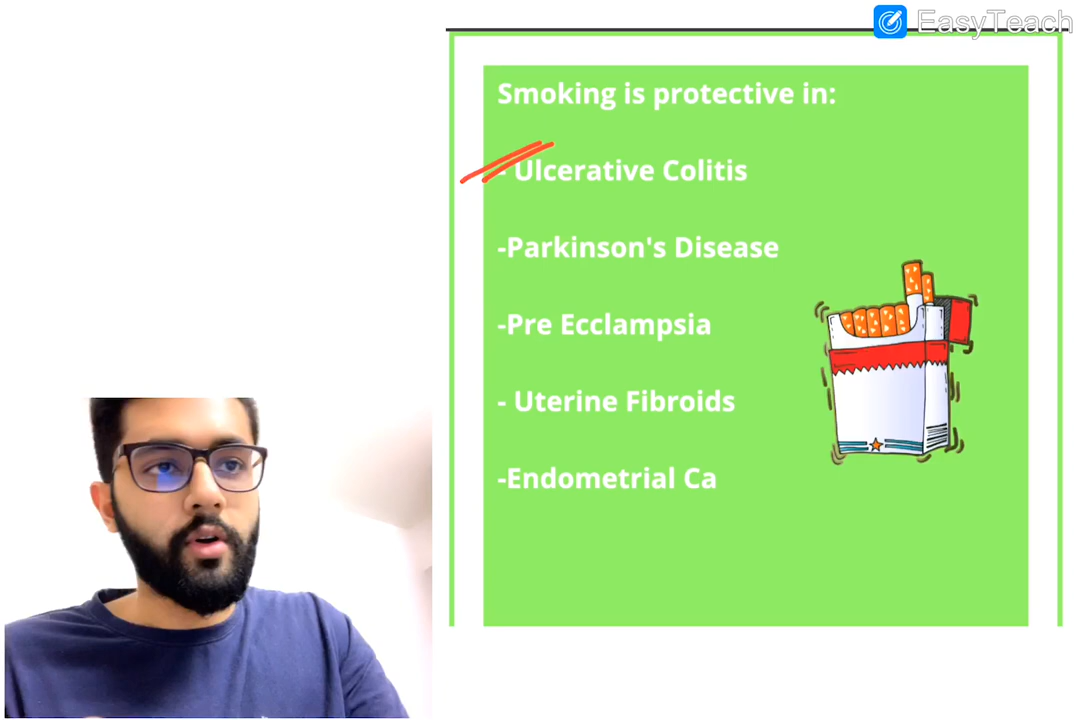 EasyTeach
Smoking is protective in:
- Ulcerative Colitis
-Parkinson's Disease
-Pre Ecclampsia
- Uterine Fibroids
-Endometrial Ca